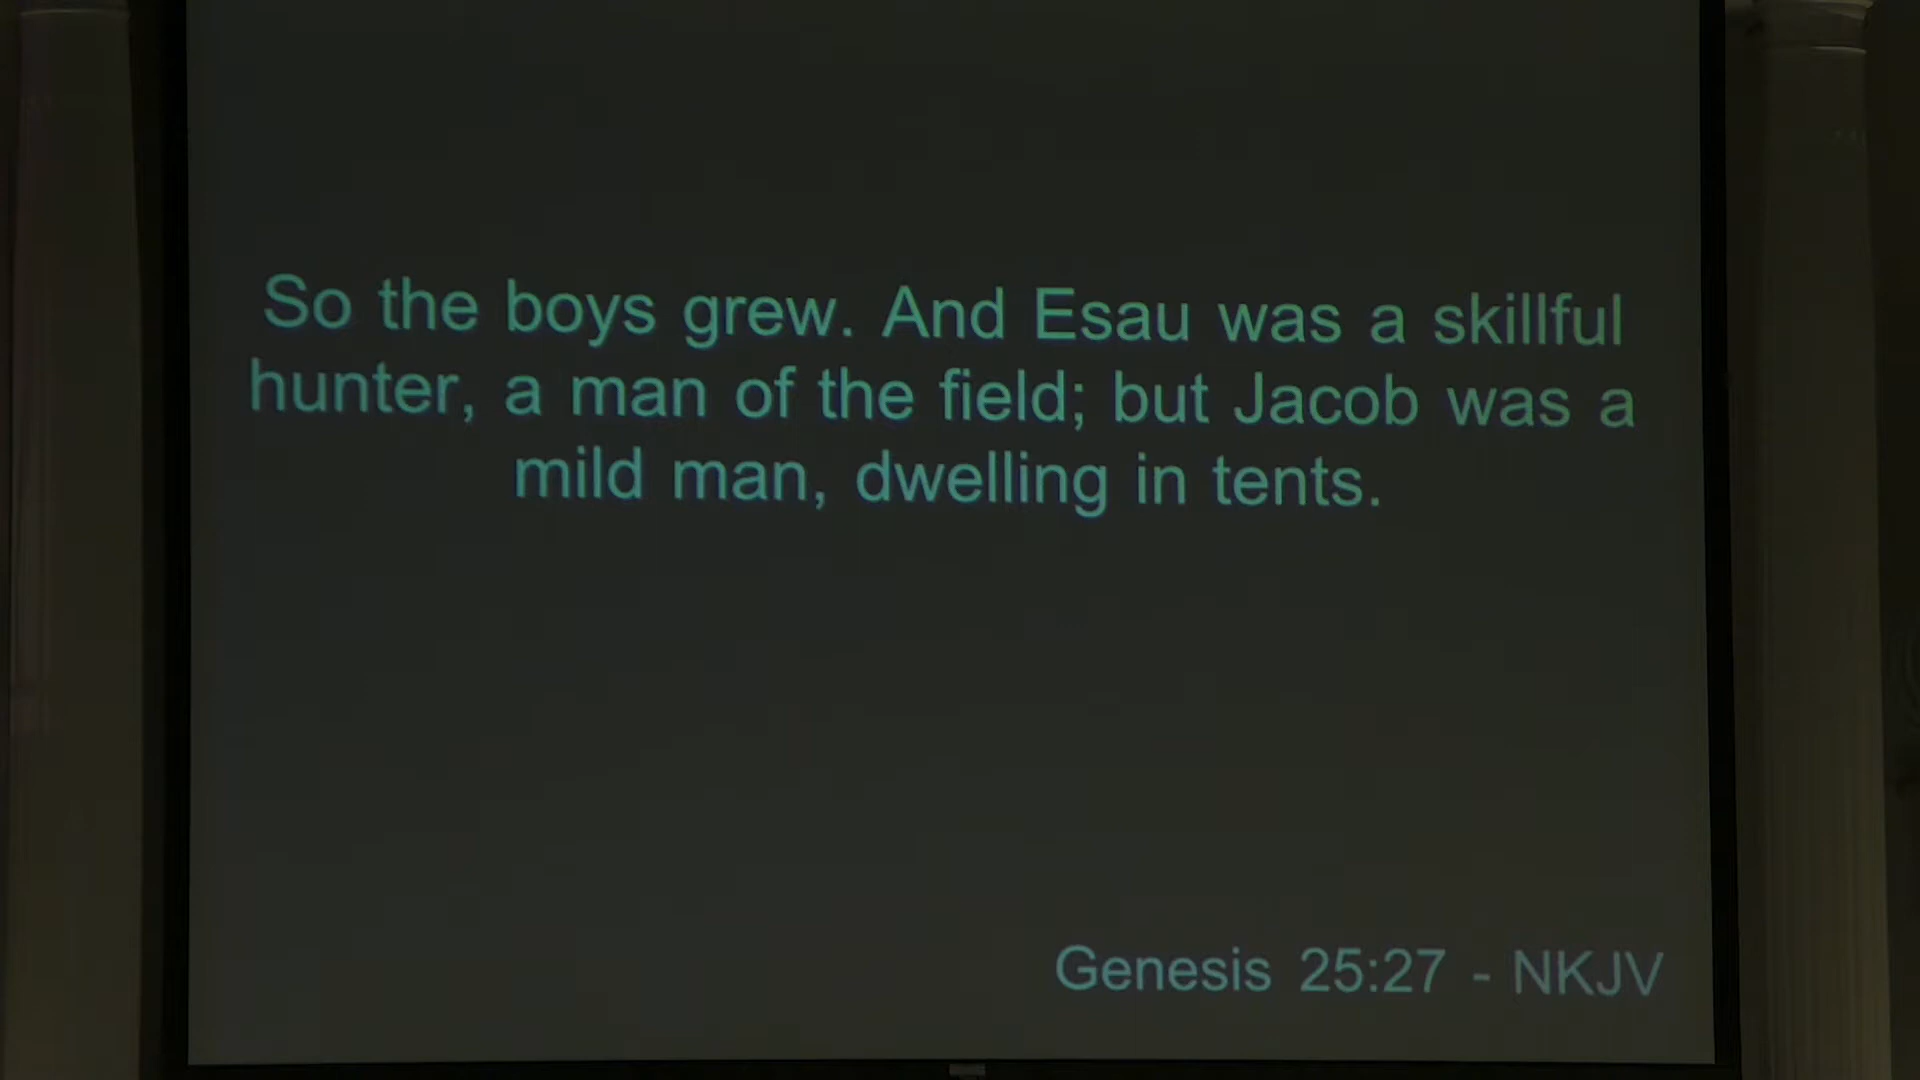 So the boys grew. And Esau was a skillful
hunter, a man of the field; but Jacob was a
mild man, dwelling in tents.
Genesis 25:27 - NKJV